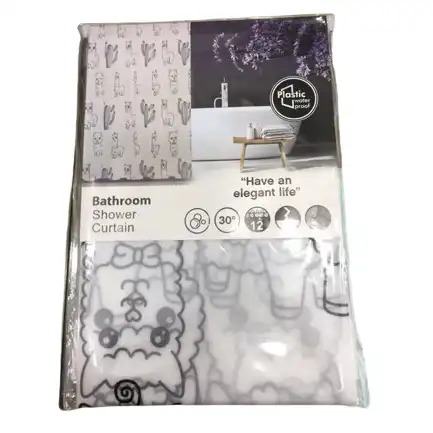 Plastic
water
proof
"Have an
elegant life"
Bathroom
Shower
Curtain
30°
12